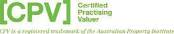 [CPV]
Certified
Practising
Valuer
CPV is a registered trademark of the Australian Property Institute